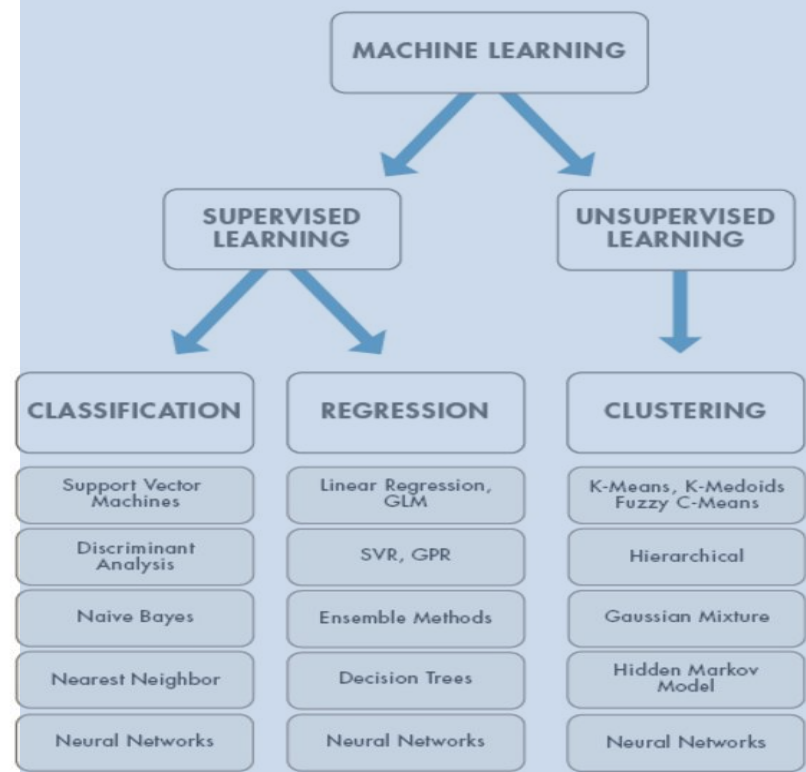 MACHINE LEARNING
SUPERVISED
LEARNING
UNSUPERVISED
LEARNING
CLASSIFICATION
Support Vector
Machines
Discriminant
Analysis
Naive Bayes
Nearest Neighbor
Neural Networks
REGRESSION
Linear Regression,
GLM
SVR, GPR
Ensemble Methods
Decision Trees
Neural Networks
CLUSTERING
K-Means, K-Medoids
Fuzzy C-Means
Hierarchical
Gaussian Mixture
Hidden Markov
Model
Neural Networks